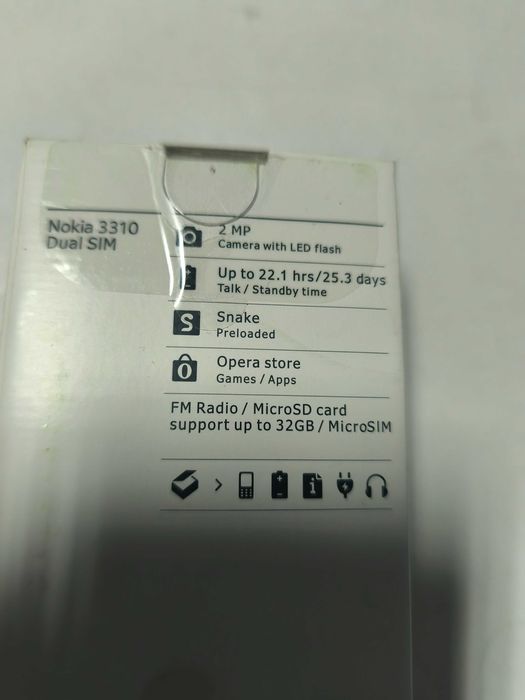 Nokia 3310
Dual SIM
2 MP
Camera with LED flash
Up to 22.1 hrs/25.3 days
Talk / Standby time
S
Snake
Preloaded
Opera store
Games / Apps
FM Radio / MicroSD card
support up to 32GB / MicroSIM